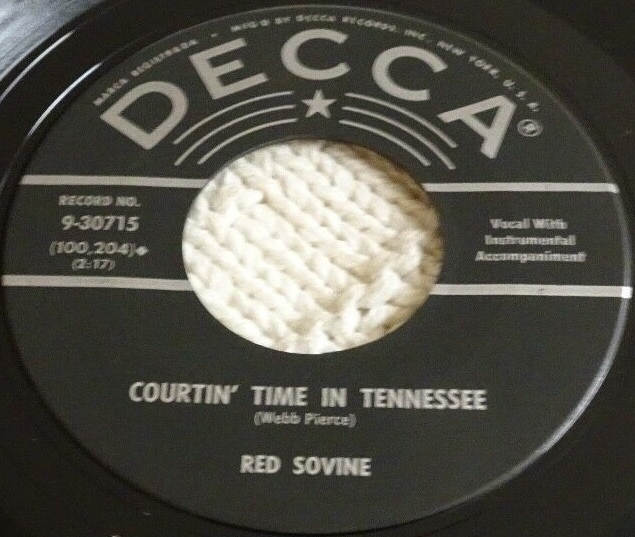 MARCA REGISTRADA • MFG'D BY DECCA RECORDS, INC., NEW YORK, U.S.A.
DECCA®
RECORD NO.
9-30715
(100,204)◆
(2:17)
Vocal With
Instrumental
Accompaniment
COURTIN' TIME IN TENNESSEE
(Webb Pierce)
RED SOVINE